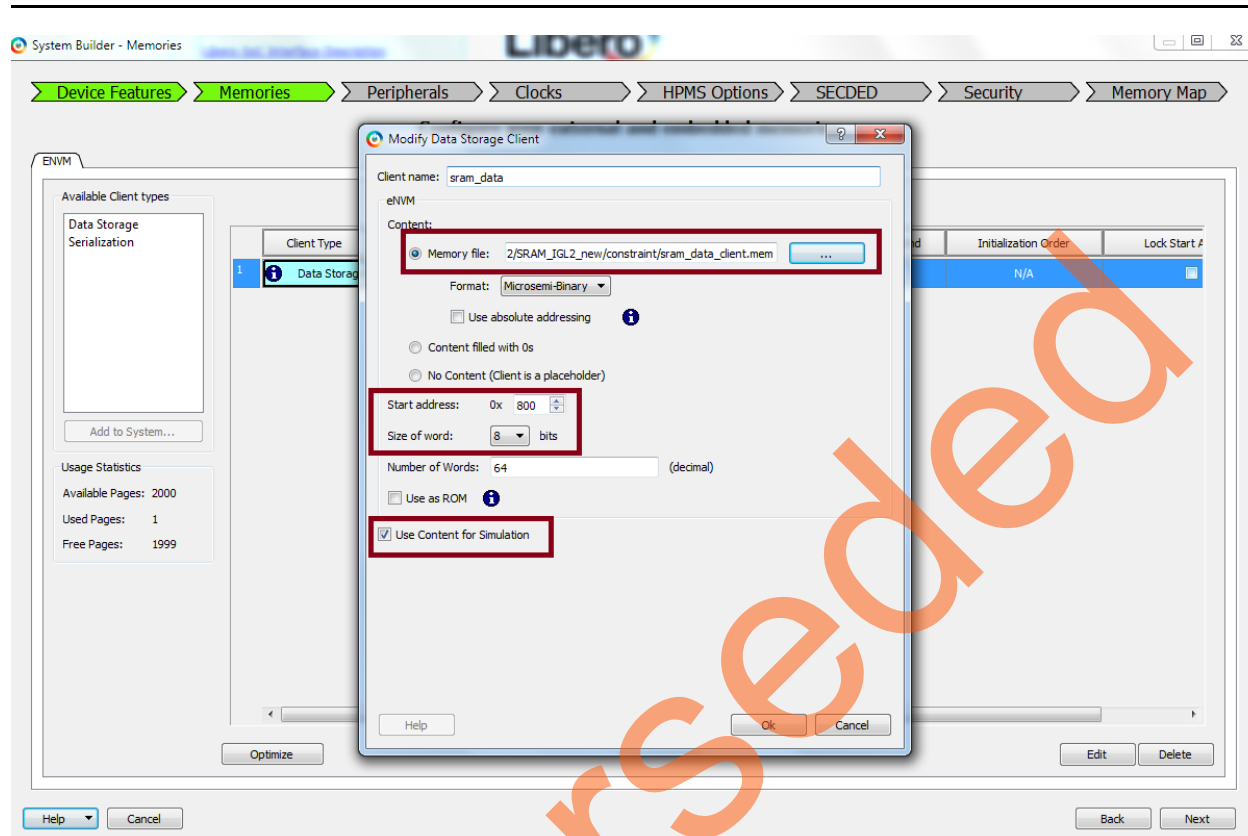 Libero
System Builder - Memories
Device Features
Memories
Peripherals
Clocks
HPMS Options
SECDED
Security
Memory Map
ENVM
Available Client types
Data Storage
Serialization
Add to System...
Usage Statistics
Available Pages: 2000
Used Pages: 1
Free Pages: 1999
Client Type
Initialization Order
Lock Start A
1 Data Storag
N/A
Modify Data Storage Client
Client name: sram_data
eNVM
Content:
Memory file: 2/SRAM_IGL2_new/constraint/sram_data_client.mem ...
Format: Microsemi-Binary
Use absolute addressing
Content filled with 0s
No Content (Client is a placeholder)
Start address: 0x 800
Size of word: 8 bits
Number of Words: 64 (decimal)
Use as ROM
Use Content for Simulation
Help
Ok
Cancel
Optimize
Edit
Delete
Help
Cancel
Back
Next
rseded